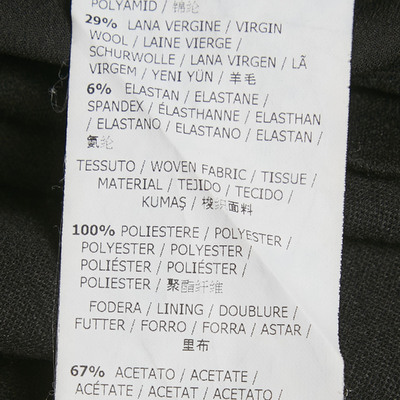 POLYAMID / 锦纶
29% LANA VERGINE / VIRGIN
WOOL / LAINE VIERGE /
SCHURWOLLE / LANA VIRGEN / LÃ
VIRGEM / YENI YÜN / 羊毛
6% ELASTAN / ELASTANE /
SPANDEX / ÉLASTHANNE / ELASTHAN
/ ELASTANO / ELASTANO / ELASTAN /
氨纶
TESSUTO / WOVEN FABRIC / TISSUE /
MATERIAL / TEJIDO / TECIDO /
KUMAŞ / 梭织面料
100% POLIESTERE / POLYESTER /
POLYESTER / POLYESTER /
POLIÉSTER / POLIÉSTER /
POLIESTER / 聚酯纤维
FODERA / LINING / DOUBLURE /
FUTTER / FORRO / FORRA / ASTAR /
里布
67% ACETATO / ACETATE /
ACÉTATE / ACETAT / ACETATO /